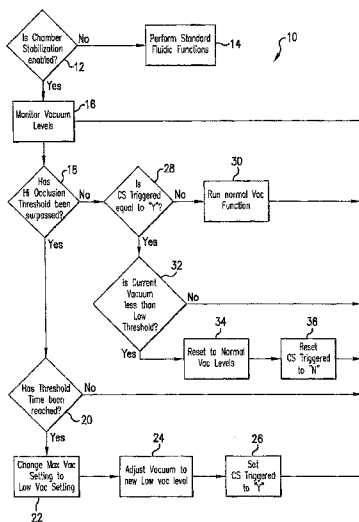 Is Chamber
Stabilization
enabled?
No
Perform Standard
Fluidic Functions
10
12
14
Yes
16
Monitor Vacuum
Levels
18
Has
Hi Occlusion
Threshold been
surpassed?
No
28
Is
CS Triggered
equal to "Y"?
No
30
Run normal Vac
Function
Yes
Yes
32
Is Current
Vacuum
less than
Low Threshold?
No
Yes
34
Reset to Normal
Vac Levels
36
Reset
CS Triggered
to "N"
Has Threshold
Time been
reached?
No
20
Yes
Change Max Vac
Setting to
Low Vac Setting
22
24
Adjust Vacuum to
new Low vac level
26
Set
CS Triggered
to "Y"